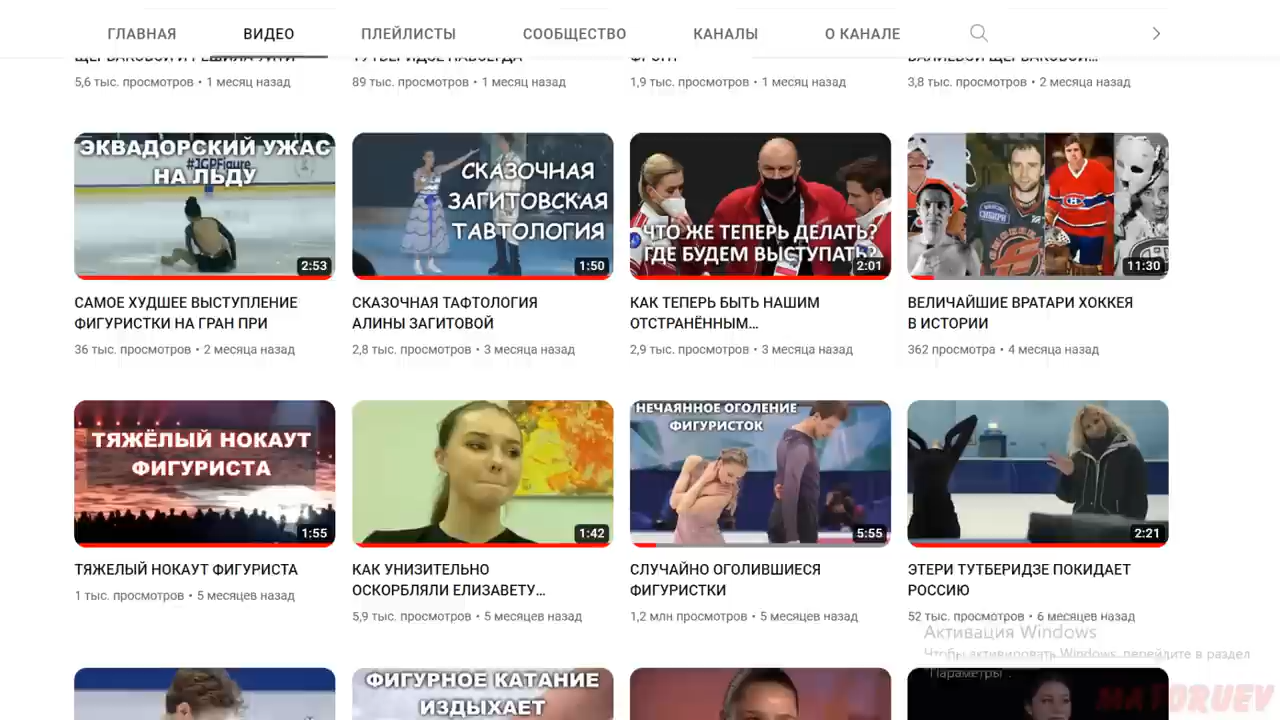 ГЛАВНАЯ ВИДЕО ПЛЕЙЛИСТЫ СООБЩЕСТВО КАНАЛЫ О КАНАЛЕ
5,6 тыс. просмотров • 1 месяц назад
89 тыс. просмотров • 1 месяц назад
1,9 тыс. просмотров • 1 месяц назад
3,8 тыс. просмотров • 2 месяца назад
ЭКВАДОРСКИЙ УЖАС
#JGPFigure
НА ЛЬДУ
2:53
СКАЗОЧНАЯ
ЗАГИТОВСКАЯ
ТАВТОЛОГИЯ
1:50
ЧТО ЖЕ ТЕПЕРЬ ДЕЛАТЬ?
ГДЕ БУДЕМ ВЫСТУПАТЬ?
2:01
СИБИРЬ
11:30
САМОЕ ХУДШЕЕ ВЫСТУПЛЕНИЕ
ФИГУРИСТКИ НА ГРАН ПРИ
36 тыс. просмотров • 2 месяца назад
СКАЗОЧНАЯ ТАФТОЛОГИЯ
АЛИНЫ ЗАГИТОВОЙ
2,8 тыс. просмотров • 3 месяца назад
КАК ТЕПЕРЬ БЫТЬ НАШИМ
ОТСТРАНЁННЫМ...
2,9 тыс. просмотров • 3 месяца назад
ВЕЛИЧАЙШИЕ ВРАТАРИ ХОККЕЯ
В ИСТОРИИ
362 просмотра • 4 месяца назад
ТЯЖЁЛЫЙ НОКАУТ
ФИГУРИСТА
1:55
1:42
НЕЧАЯННОЕ ОГОЛЕНИЕ
ФИГУРИСТОК
5:55
2:21
ТЯЖЕЛЫЙ НОКАУТ ФИГУРИСТА
1 тыс. просмотров • 5 месяцев назад
КАК УНИЗИТЕЛЬНО
ОСКОРБЛЯЛИ ЕЛИЗАВЕТУ...
5,9 тыс. просмотров • 5 месяцев назад
СЛУЧАЙНО ОГОЛИВШИЕСЯ
ФИГУРИСТКИ
1,2 млн просмотров • 5 месяцев назад
ЭТЕРИ ТУТБЕРИДЗЕ ПОКИДАЕТ
РОССИЮ
52 тыс. просмотров • 6 месяцев назад
Активация Windows
Чтобы активировать Windows, перейдите в раздел
"Параметры".
ФИГУРНОЕ КАТАНИЕ
ИЗДЫХАЕТ
MATORUEV